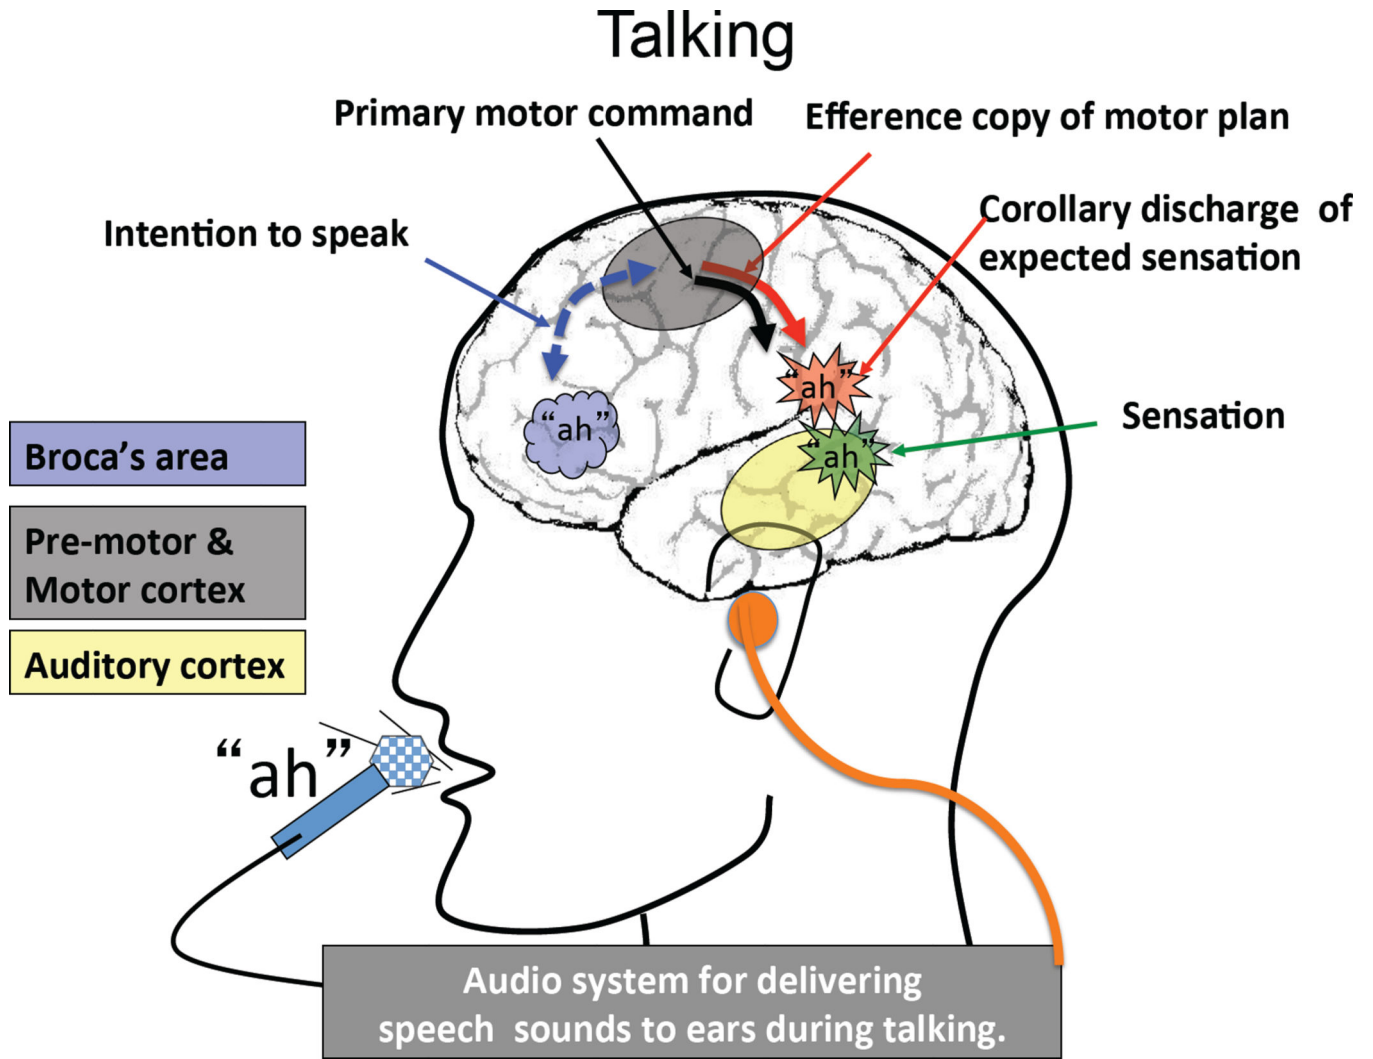 Talking
Primary motor command
Efference copy of motor plan
Intention to speak
Corollary discharge of
expected sensation
“ah”
Sensation
“ah”
“ah”
Broca’s area
Pre-motor &
Motor cortex
Auditory cortex
“ah”
Audio system for delivering
speech sounds to ears during talking.